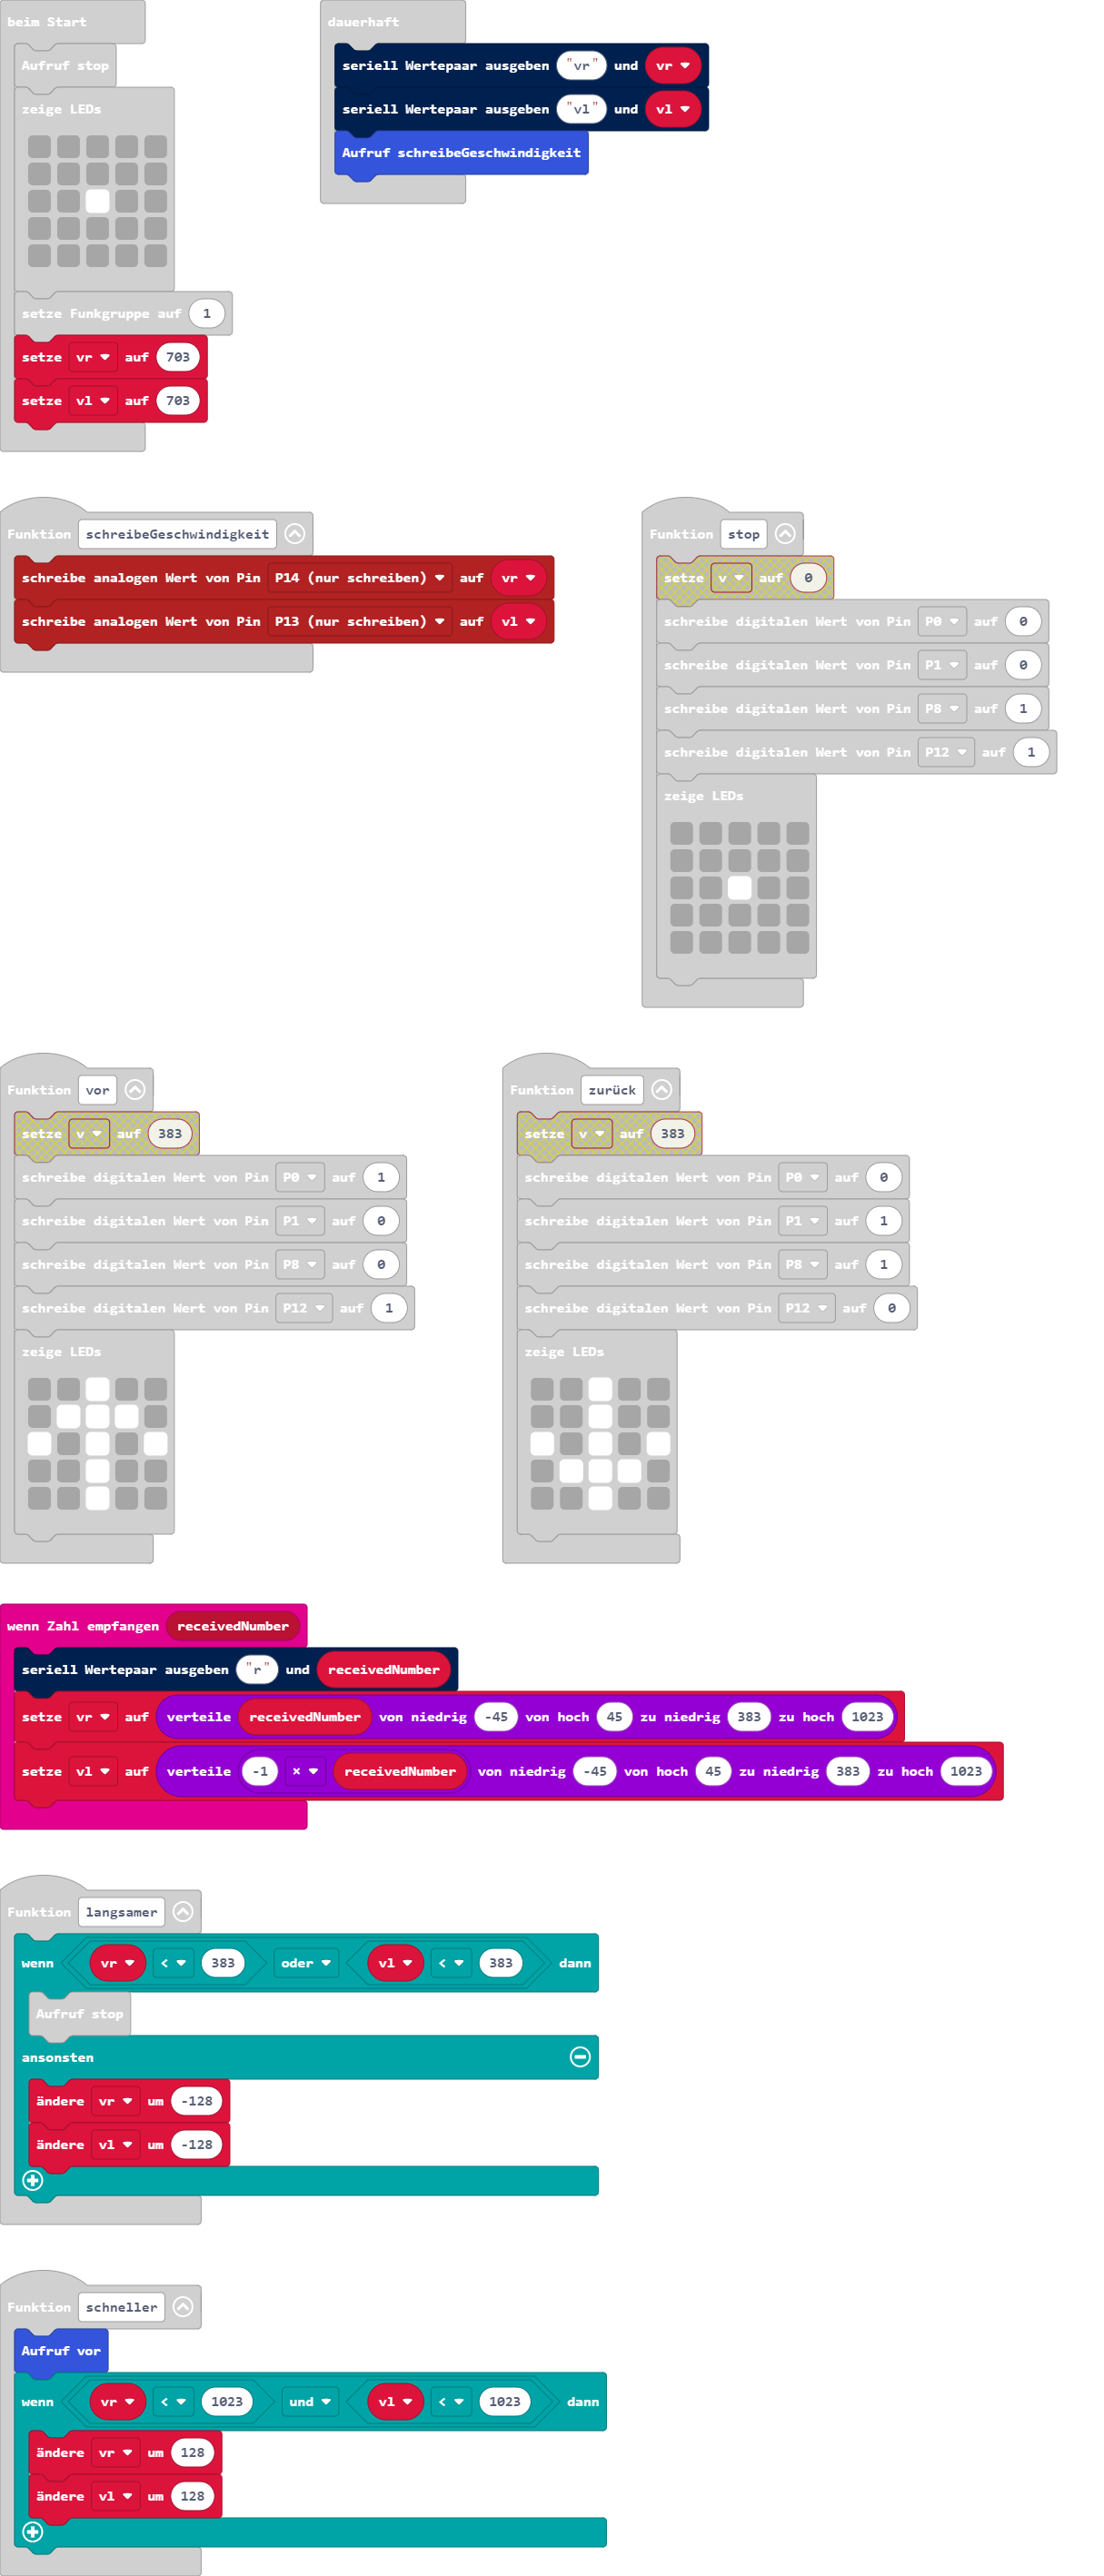 beim Start
Aufruf stop
zeige LEDs
setze Funkgruppe auf 1
setze vr auf 703
setze vl auf 703
dauerhaft
seriell Wertepaar ausgeben "vr" und vr
seriell Wertepaar ausgeben "vl" und vl
Aufruf schreibeGeschwindigkeit
Funktion schreibeGeschwindigkeit
schreibe analogen Wert von Pin P14 (nur schreiben) auf vr
schreibe analogen Wert von Pin P13 (nur schreiben) auf vl
Funktion stop
setze v auf 0
schreibe digitalen Wert von Pin P0 auf 0
schreibe digitalen Wert von Pin P1 auf 0
schreibe digitalen Wert von Pin P8 auf 1
schreibe digitalen Wert von Pin P12 auf 1
zeige LEDs
Funktion vor
setze v auf 383
schreibe digitalen Wert von Pin P0 auf 1
schreibe digitalen Wert von Pin P1 auf 0
schreibe digitalen Wert von Pin P8 auf 0
schreibe digitalen Wert von Pin P12 auf 1
zeige LEDs
Funktion zurück
setze v auf 383
schreibe digitalen Wert von Pin P0 auf 0
schreibe digitalen Wert von Pin P1 auf 1
schreibe digitalen Wert von Pin P8 auf 1
schreibe digitalen Wert von Pin P12 auf 0
zeige LEDs
wenn Zahl empfangen receivedNumber
seriell Wertepaar ausgeben "r" und receivedNumber
setze vr auf verteile receivedNumber von niedrig -45 von hoch 45 zu niedrig 383 zu hoch 1023
setze vl auf verteile -1 × receivedNumber von niedrig -45 von hoch 45 zu niedrig 383 zu hoch 1023
Funktion langsamer
wenn vr < 383 oder vl < 383 dann
Aufruf stop
ansonsten
ändere vr um -128
ändere vl um -128
Funktion schneller
Aufruf vor
wenn vr < 1023 und vl < 1023 dann
ändere vr um 128
ändere vl um 128